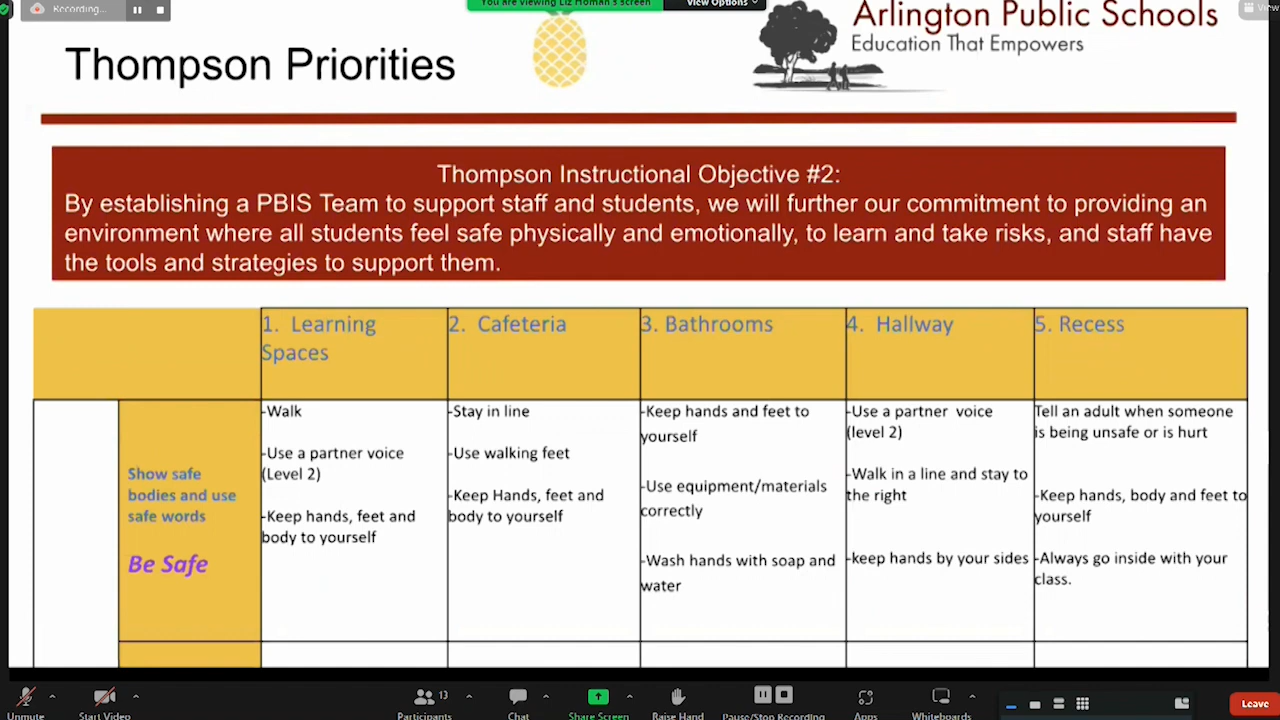 Recording...
You are viewing Liz Homan's screen
View Options
View
Thompson Priorities
Arlington Public Schools
Education That Empowers
Thompson Instructional Objective #2:
By establishing a PBIS Team to support staff and students, we will further our commitment to providing an
environment where all students feel safe physically and emotionally, to learn and take risks, and staff have
the tools and strategies to support them.
1. Learning
Spaces
2. Cafeteria
3. Bathrooms
4. Hallway
5. Recess
Show safe
bodies and use
safe words
Be Safe
-Walk
-Use a partner voice
(Level 2)
-Keep hands, feet and
body to yourself
-Stay in line
-Use walking feet
-Keep Hands, feet and
body to yourself
-Keep hands and feet to
yourself
-Use equipment/materials
correctly
-Wash hands with soap and
water
-Use a partner voice
(level 2)
-Walk in a line and stay to
the right
-keep hands by your sides
Tell an adult when someone
is being unsafe or is hurt
-Keep hands, body and feet to
yourself
-Always go inside with your
class.
Unmute
Start Video
13
Participants
Chat
Share Screen
Raise Hand
Pause/Stop Recording
Apps
Whiteboards
Leave